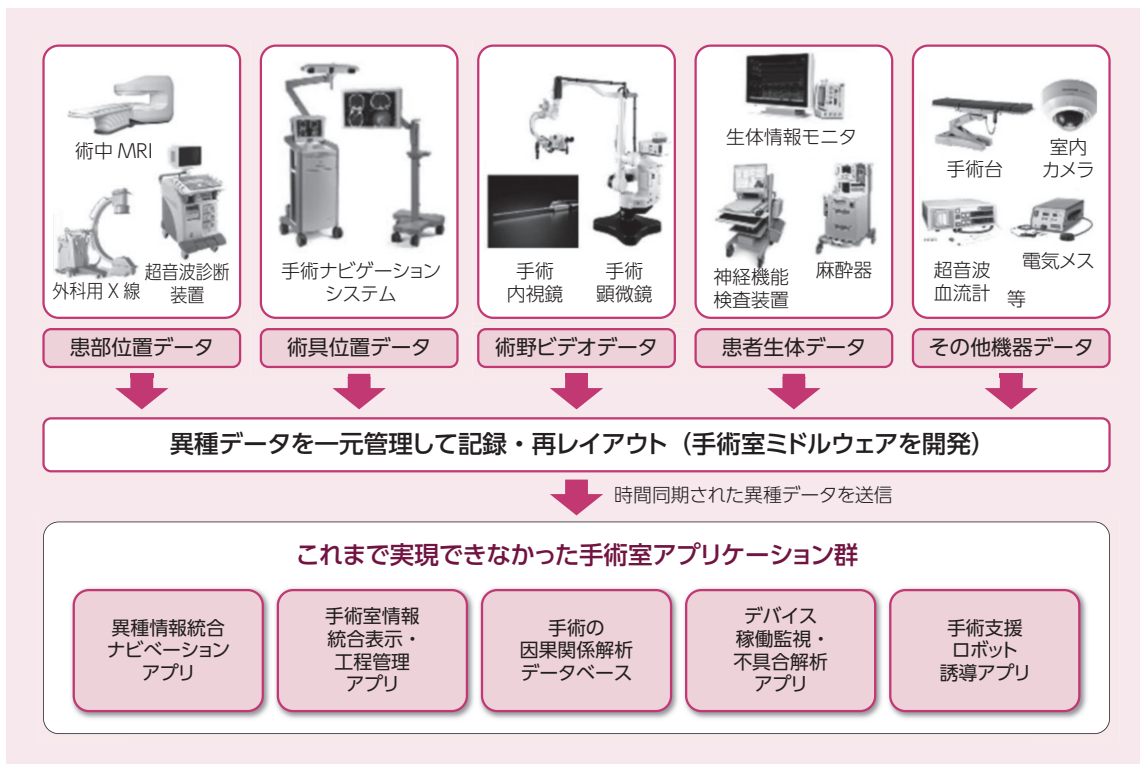 術中 MRI
外科用 X 線
超音波診断
装置
手術ナビゲーション
システム
手術
内視鏡
手術
顕微鏡
生体情報モニタ
神経機能
検査装置
麻酔器
手術台
室内
カメラ
超音波
血流計
電気メス
等
患部位置データ
術具位置データ
術野ビデオデータ
患者生体データ
その他機器データ
異種データを一元管理して記録・再レイアウト（手術室ミドルウェアを開発）
時間同期された異種データを送信
これまで実現できなかった手術室アプリケーション群
異種情報統合
ナビベーション
アプリ
手術室情報
統合表示・
工程管理
アプリ
手術の
因果関係解析
データベース
デバイス
稼働監視・
不具合解析
アプリ
手術支援
ロボット
誘導アプリ